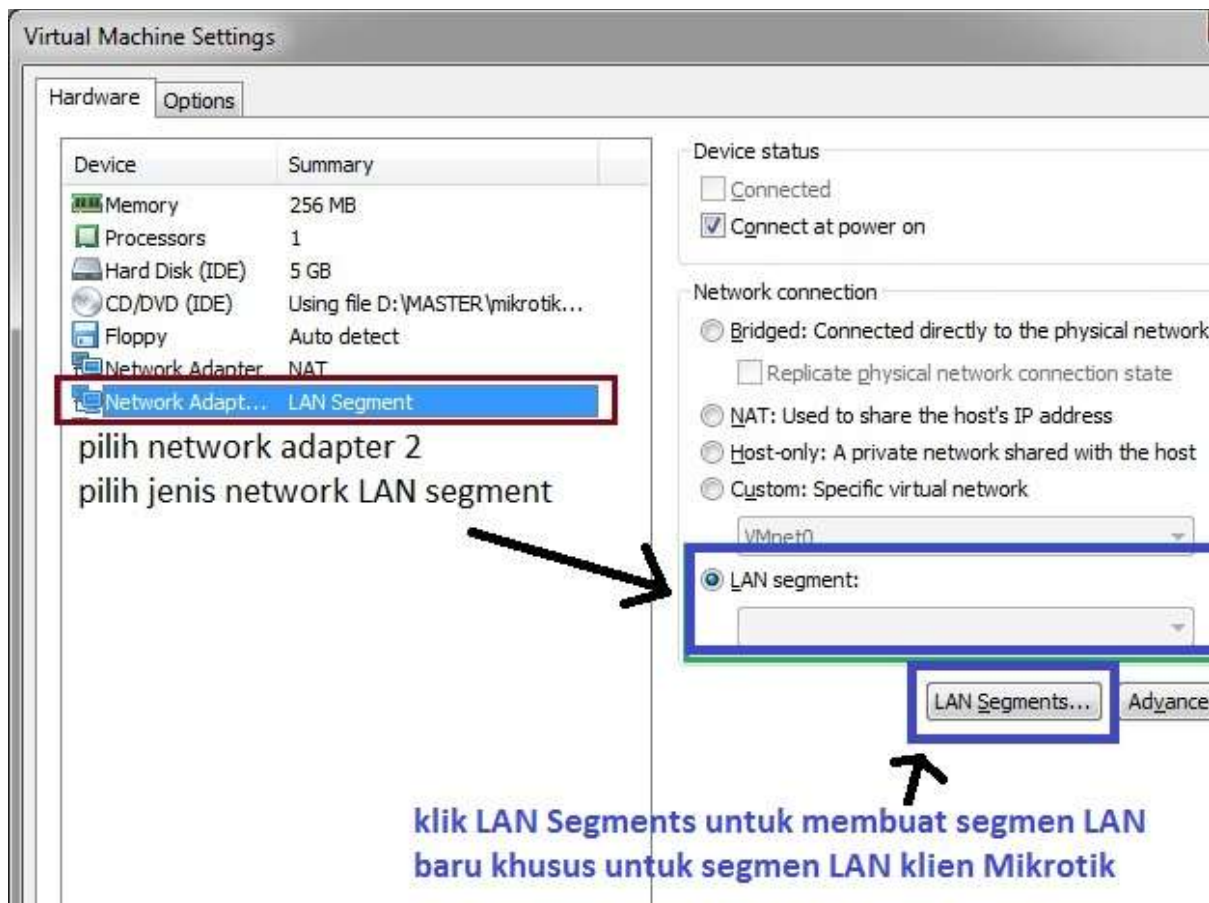 Virtual Machine Settings
Hardware
Options
Device Summary
Memory 256 MB
Processors 1
Hard Disk (IDE) 5 GB
CD/DVD (IDE) Using file D:\MASTER\mikrotik...
Floppy Auto detect
Network Adapter NAT
Network Adapt... LAN Segment
pilih network adapter 2
pilih jenis network LAN segment
Device status
Connected
Connect at power on
Network connection
Bridged: Connected directly to the physical network
Replicate physical network connection state
NAT: Used to share the host's IP address
Host-only: A private network shared with the host
Custom: Specific virtual network
VMnet0
LAN segment:
LAN Segments...
Advance
klik LAN Segments untuk membuat segmen LAN
baru khusus untuk segmen LAN klien Mikrotik